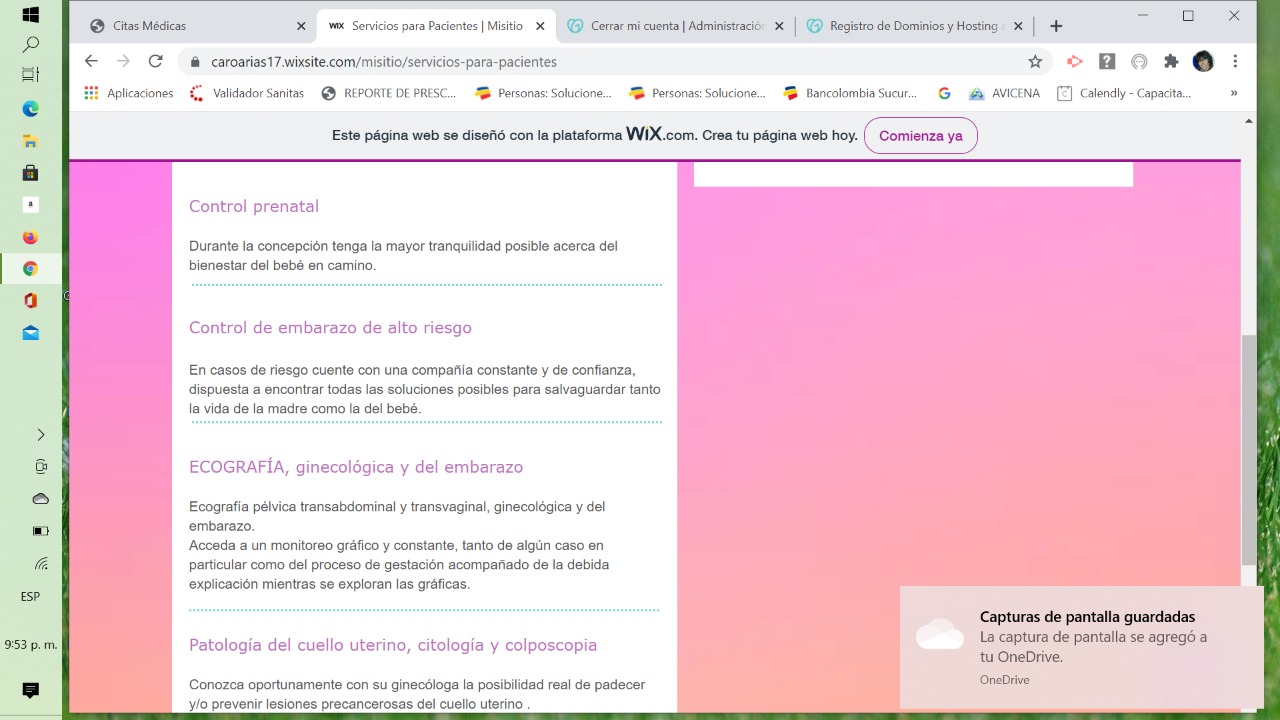 Citas Médicas
WIX Servicios para Pacientes | Misitio
Cerrar mi cuenta | Administración
Registro de Dominios y Hosting
caroarias17.wixsite.com/misitio/servicios-para-pacientes
Aplicaciones
Validador Sanitas
REPORTE DE PRESC...
Personas: Solucione...
Personas: Solucione...
Bancolombia Sucur...
AVICENA
Calendly - Capacita...
»
Este página web se diseñó con la plataforma WiX.com. Crea tu página web hoy.
Comienza ya
Control prenatal
Durante la concepción tenga la mayor tranquilidad posible acerca del
bienestar del bebé en camino.
Control de embarazo de alto riesgo
En casos de riesgo cuente con una compañía constante y de confianza,
dispuesta a encontrar todas las soluciones posibles para salvaguardar tanto
la vida de la madre como la del bebé.
ECOGRAFÍA, ginecológica y del embarazo
Ecografía pélvica transabdominal y transvaginal, ginecológica y del
embarazo.
Acceda a un monitoreo gráfico y constante, tanto de algún caso en
particular como del proceso de gestación acompañado de la debida
explicación mientras se exploran las gráficas.
Patología del cuello uterino, citología y colposcopia
Conozca oportunamente con su ginecóloga la posibilidad real de padecer
y/o prevenir lesiones precancerosas del cuello uterino .
Capturas de pantalla guardadas
La captura de pantalla se agregó a
tu OneDrive.
OneDrive
ESP
9:53 p. m.